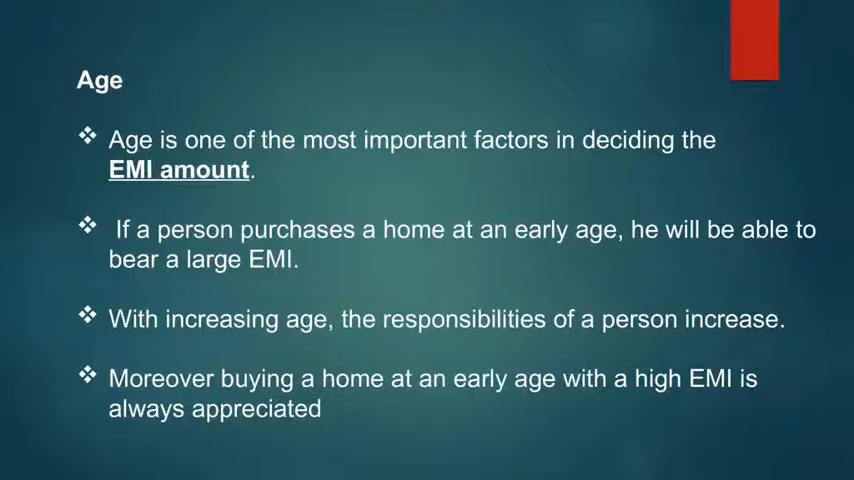 Age
❖ Age is one of the most important factors in deciding the
EMI amount.
❖ If a person purchases a home at an early age, he will be able to
bear a large EMI.
❖ With increasing age, the responsibilities of a person increase.
❖ Moreover buying a home at an early age with a high EMI is
always appreciated